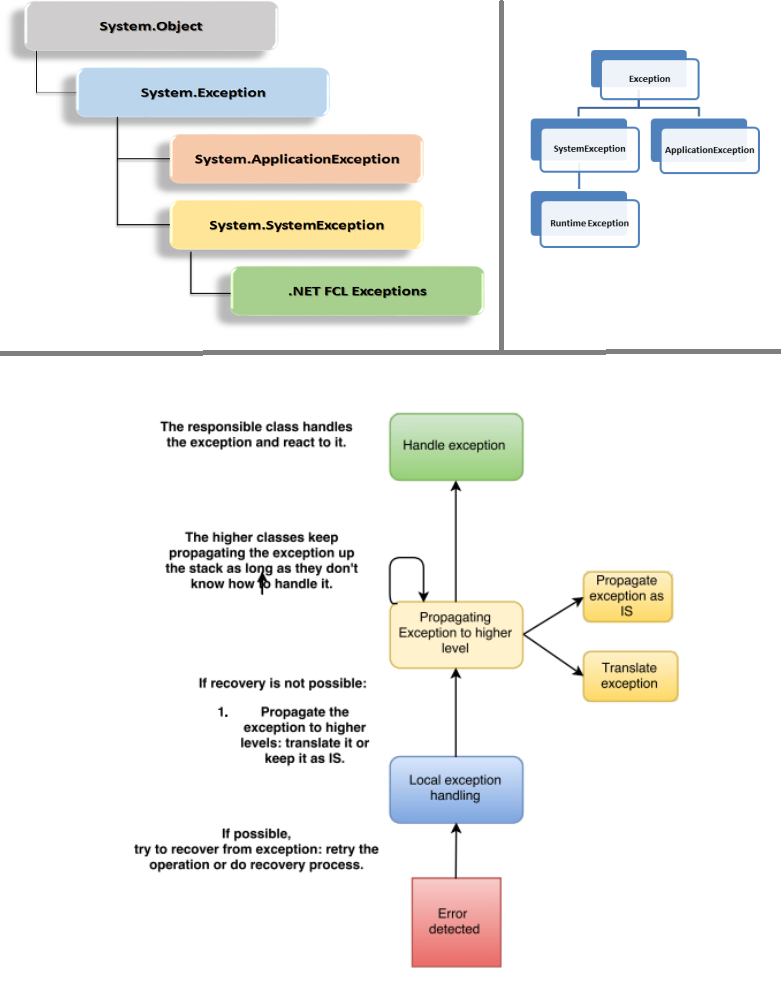 System.Object
System.Exception
System.ApplicationException
System.SystemException
.NET FCL Exceptions
Exception
SystemException
ApplicationException
Runtime Exception
The responsible class handles
the exception and react to it.
Handle exception
The higher classes keep
propagating the exception up
the stack as long as they don't
know how to handle it.
Propagating
Exception to higher
level
Propagate
exception as
IS
Translate
exception
If recovery is not possible:
1. Propagate the
exception to higher
levels: translate it or
keep it as IS.
Local exception
handling
If possible,
try to recover from exception: retry the
operation or do recovery process.
Error
detected